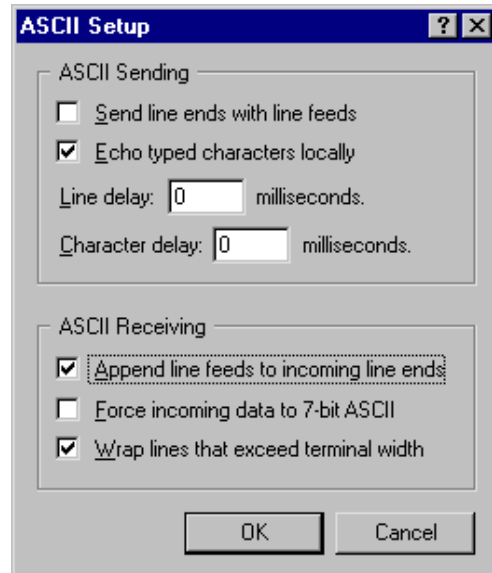 ASCII Setup
ASCII Sending
Send line ends with line feeds
Echo typed characters locally
Line delay: 0 milliseconds.
Character delay: 0 milliseconds.
ASCII Receiving
Append line feeds to incoming line ends
Force incoming data to 7-bit ASCII
Wrap lines that exceed terminal width
OK Cancel